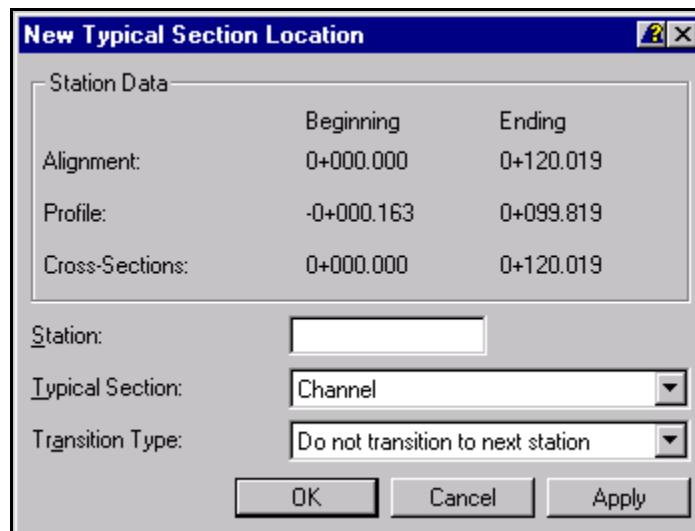 New Typical Section Location
Station Data
Beginning Ending
Alignment: 0+000.000 0+120.019
Profile: -0+000.163 0+099.819
Cross-Sections: 0+000.000 0+120.019
Station:
Typical Section: Channel
Transition Type: Do not transition to next station
OK Cancel Apply